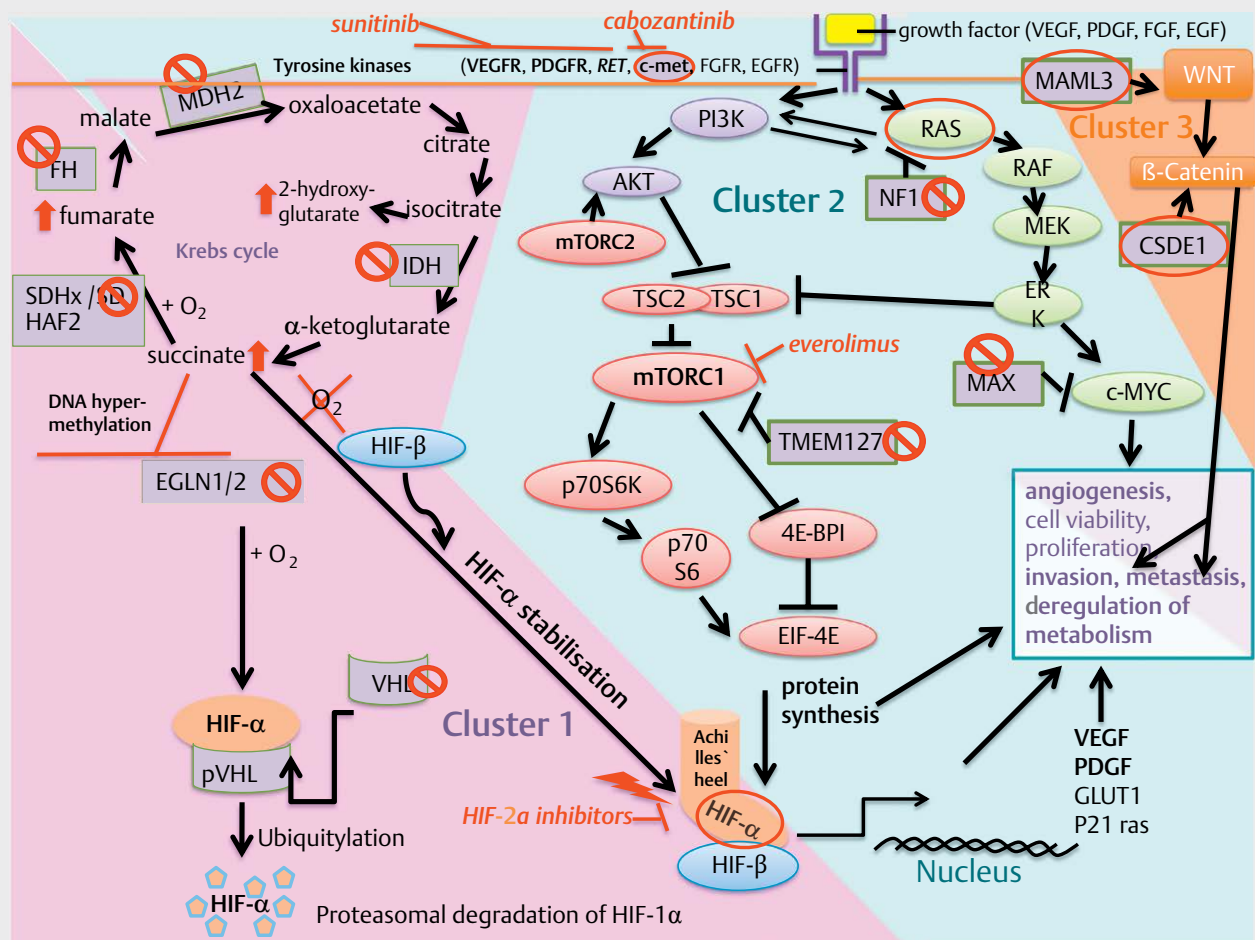 sunitinib
cabozantinib
growth factor (VEGF, PDGF, FGF, EGF)
Tyrosine kinases
(VEGFR, PDGFR, RET, c-met, FGFR, EGFR)
MDH2
malate
oxaloacetate
citrate
FH
fumarate
2-hydroxy-
glutarate
isocitrate
Krebs cycle
IDH
SDHx /SD
HAF2
+ O2
α-ketoglutarate
succinate
DNA hyper-
methylation
O2
HIF-β
EGLN1/2
+ O2
HIF-α stabilisation
VHL
HIF-α
pVHL
Cluster 1
Ubiquitylation
HIF-α
Proteasomal degradation of HIF-1α
HIF-2a inhibitors
Achi
lles`
heel
HIF-α
HIF-β
PI3K
RAS
AKT
Cluster 2
NF1
RAF
MEK
mTORC2
TSC2
TSC1
ER
K
everolimus
mTORC1
MAX
c-MYC
TMEM127
p70S6K
4E-BPI
p70
S6
EIF-4E
protein
synthesis
MAML3
WNT
Cluster 3
ß-Catenin
CSDE1
angiogenesis,
cell viability,
proliferation
invasion, metastasis,
deregulation of
metabolism
VEGF
PDGF
GLUT1
P21 ras
Nucleus